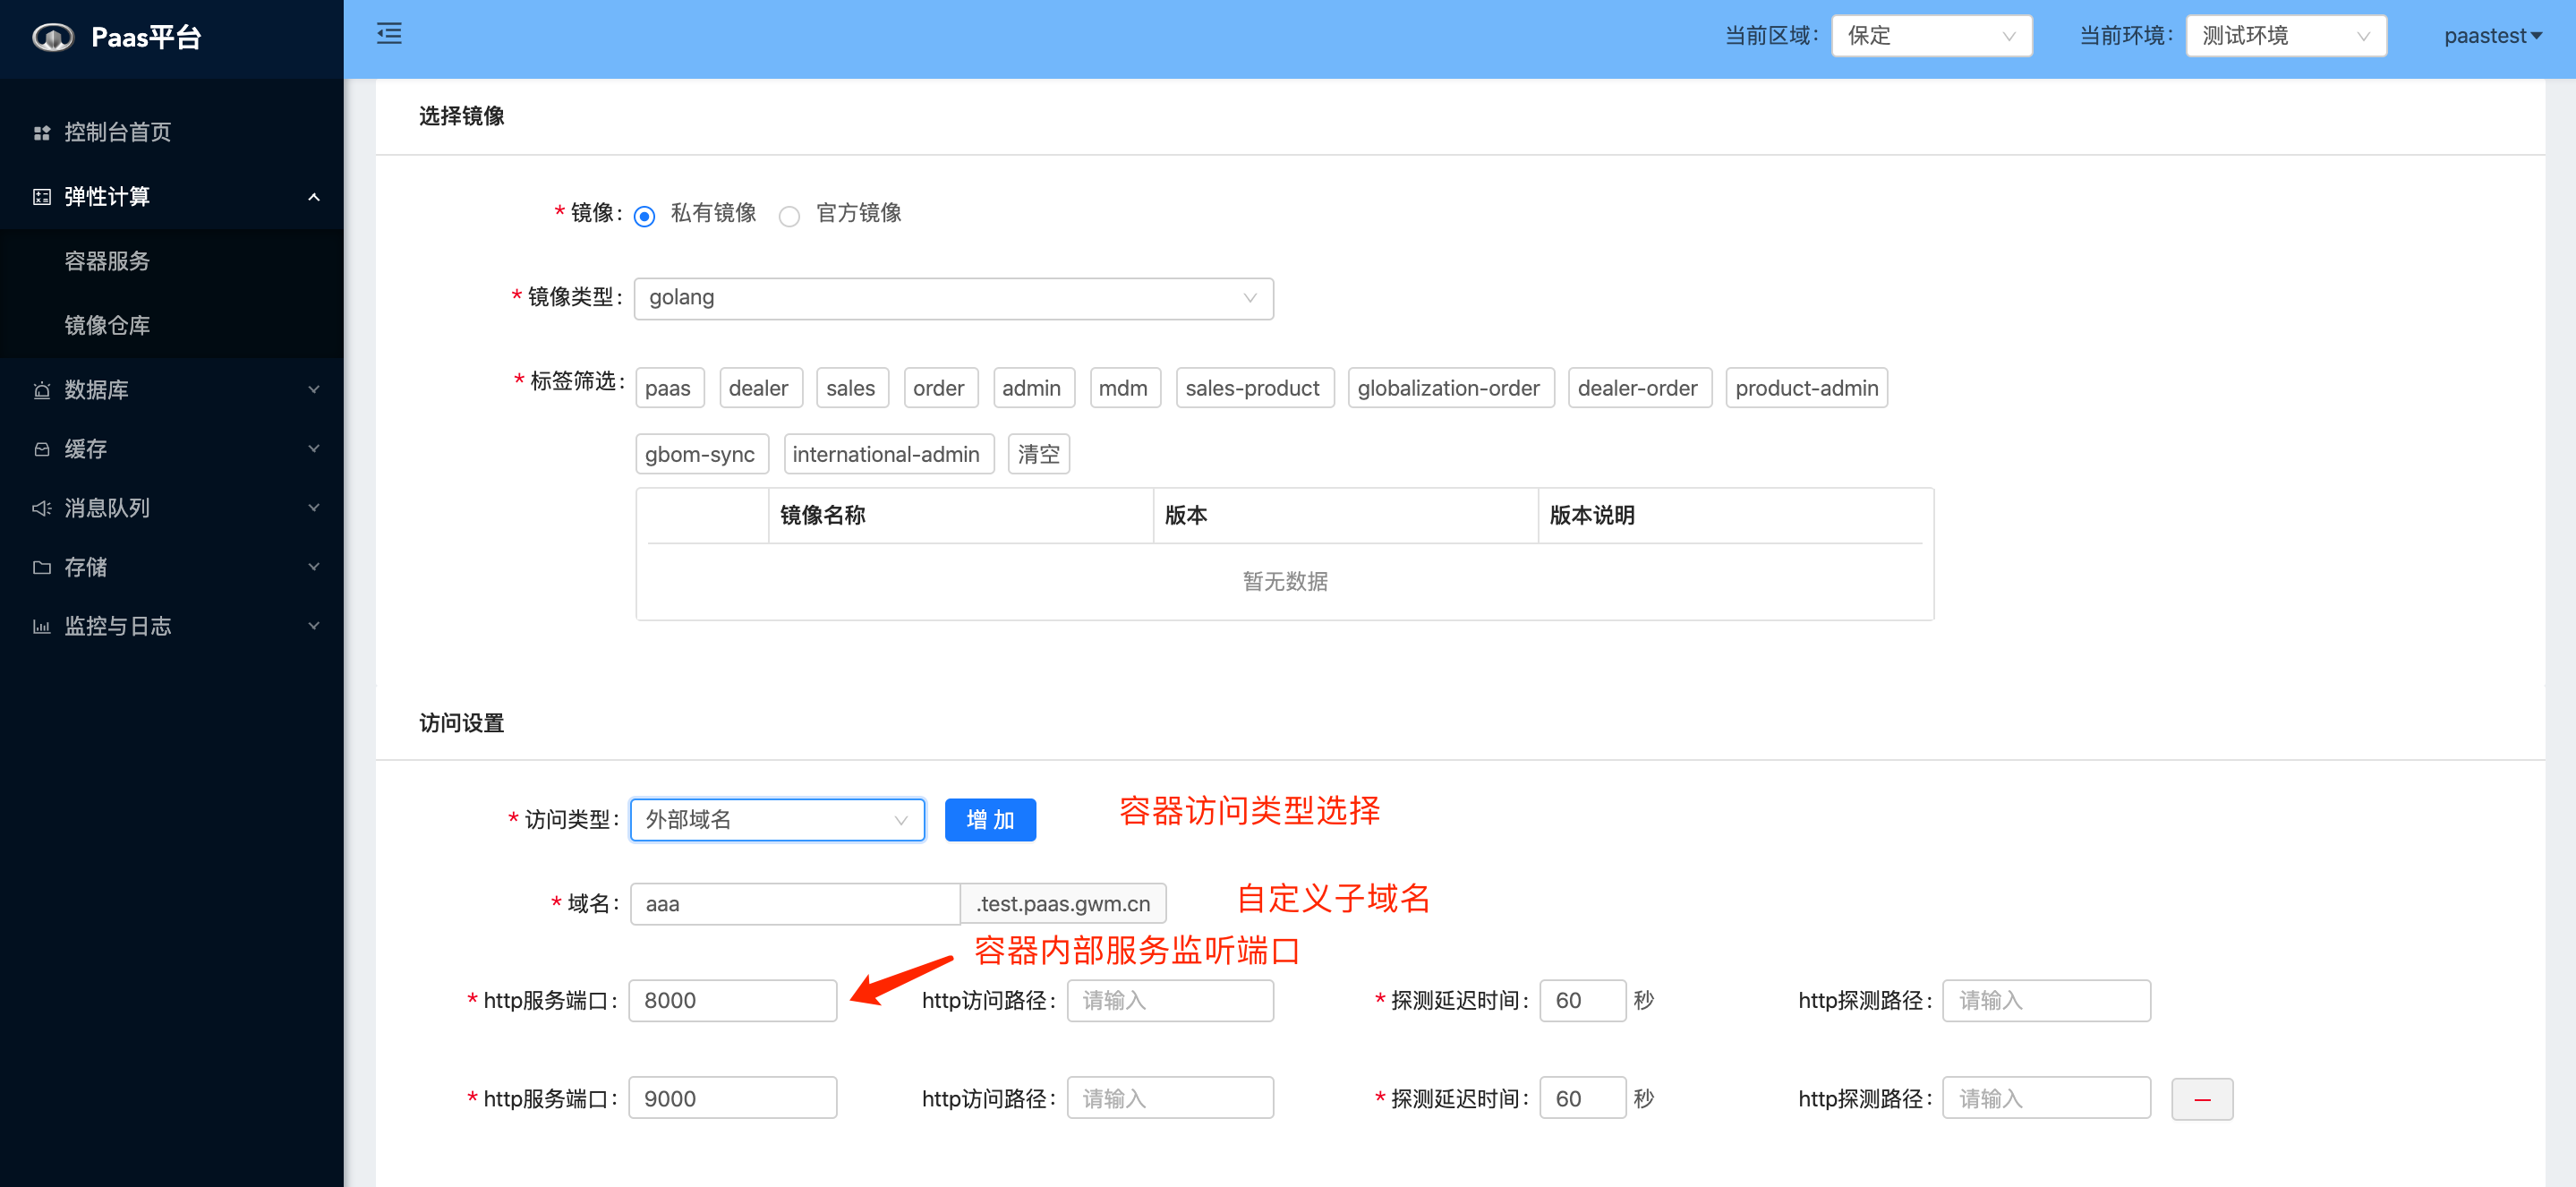 Paas平台
当前区域: 保定 当前环境: 测试环境 paastest
控制台首页
弹性计算
容器服务
镜像仓库
数据库
缓存
消息队列
存储
监控与日志
选择镜像
* 镜像: 私有镜像 官方镜像
* 镜像类型: golang
* 标签筛选: paas dealer sales order admin mdm sales-product globalization-order dealer-order product-admin
gbom-sync international-admin 清空
镜像名称 版本 版本说明
暂无数据
访问设置
* 访问类型: 外部域名 增加 容器访问类型选择
* 域名: aaa .test.paas.gwm.cn 自定义子域名
容器内部服务监听端口
* http服务端口: 8000 http访问路径: 请输入 * 探测延迟时间: 60 秒 http探测路径: 请输入
* http服务端口: 9000 http访问路径: 请输入 * 探测延迟时间: 60 秒 http探测路径: 请输入